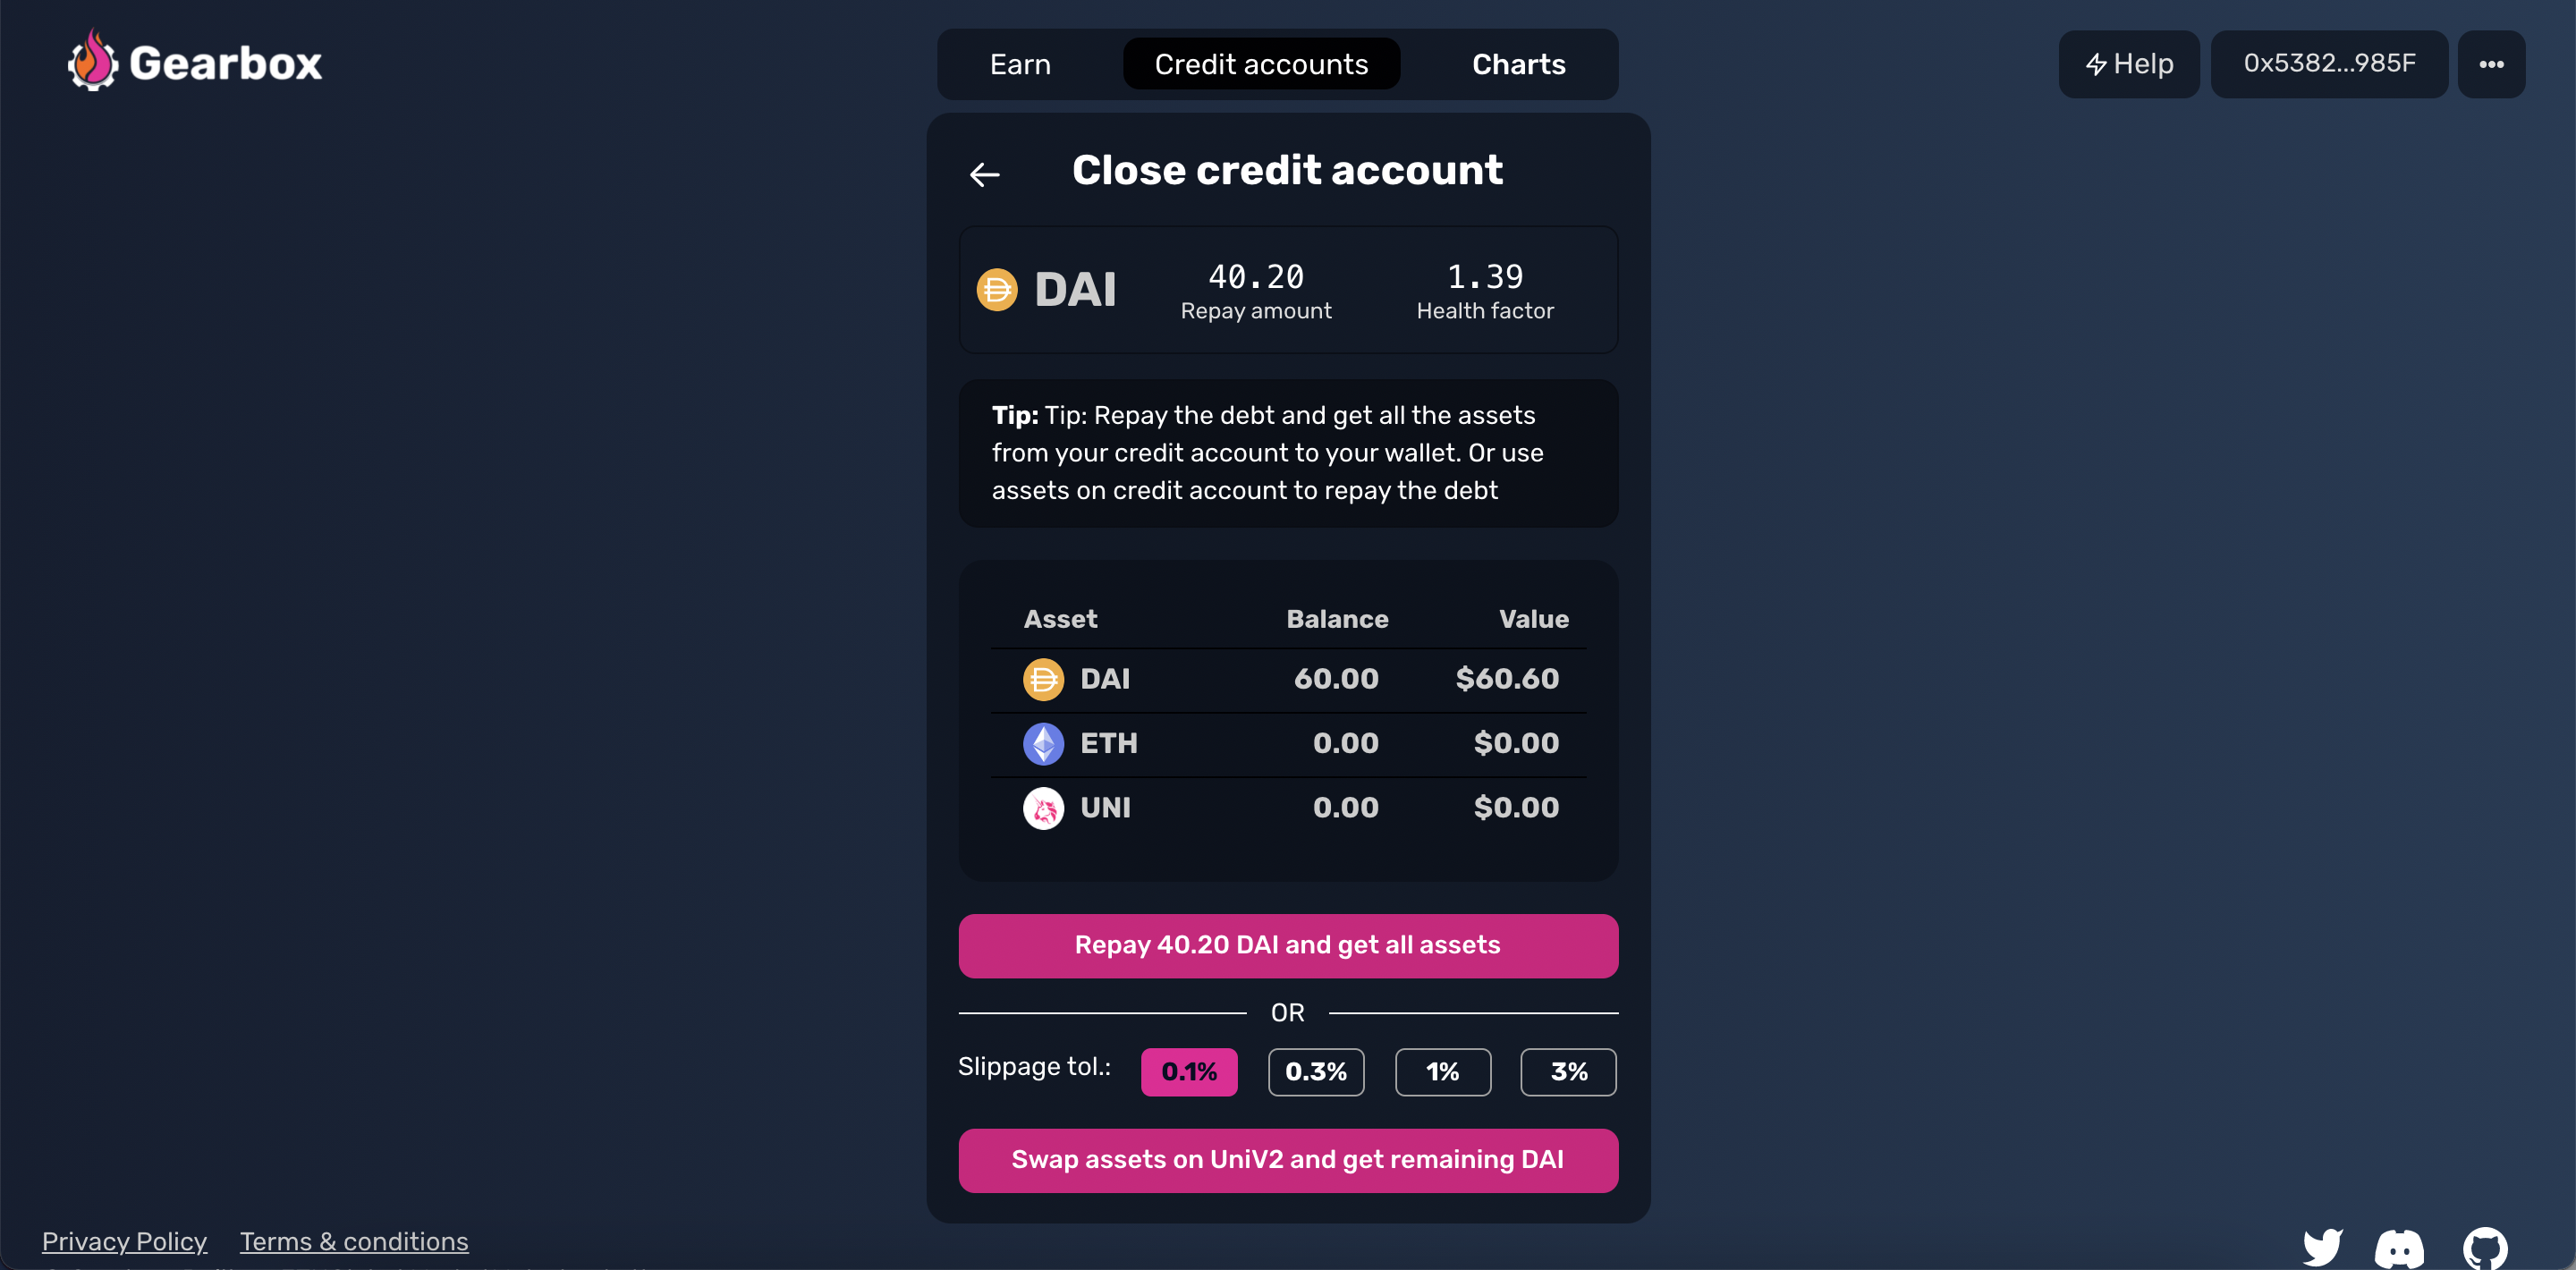 Gearbox
Earn
Credit accounts
Charts
Help
0x5382...985F
Close credit account
DAI
40.20
Repay amount
1.39
Health factor
Tip: Tip: Repay the debt and get all the assets
from your credit account to your wallet. Or use
assets on credit account to repay the debt
Asset Balance Value
DAI 60.00 $60.60
ETH 0.00 $0.00
UNI 0.00 $0.00
Repay 40.20 DAI and get all assets
OR
Slippage tol.: 0.1% 0.3% 1% 3%
Swap assets on UniV2 and get remaining DAI
Privacy Policy Terms & conditions